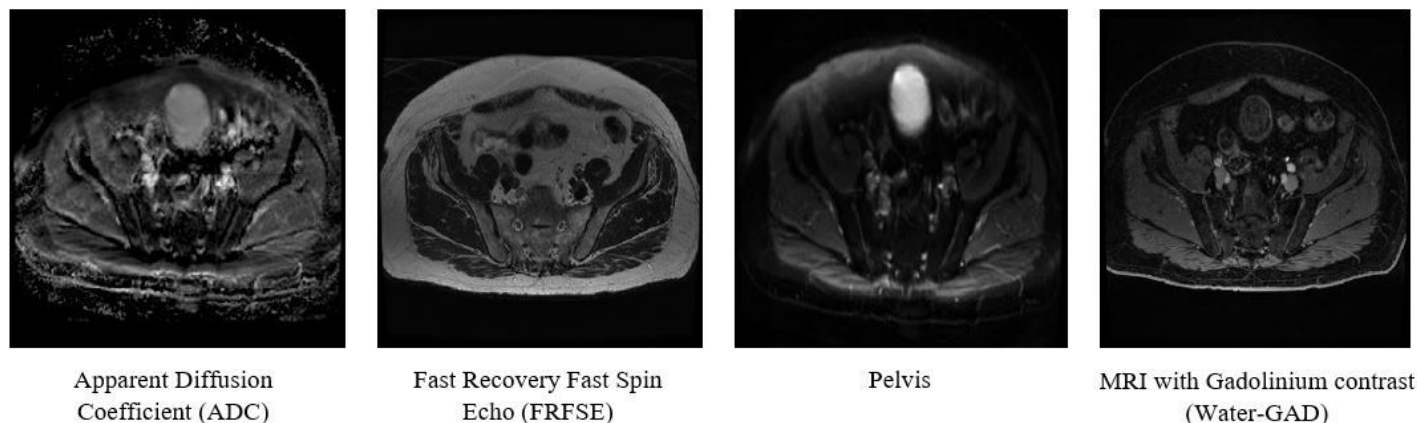 Apparent Diffusion
Coefficient (ADC)
Fast Recovery Fast Spin
Echo (FRFSE)
Pelvis
MRI with Gadolinium contrast
(Water-GAD)